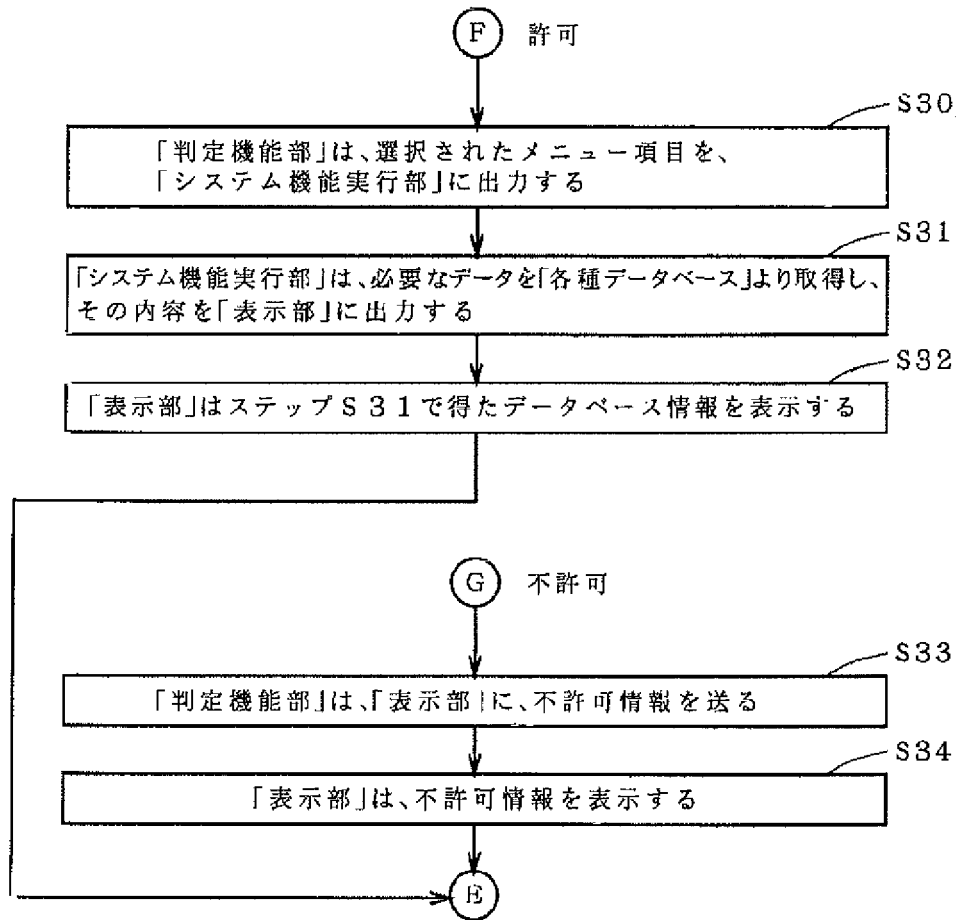 F 許可
S30
「判定機能部」は、選択されたメニュー項目を、
「システム機能実行部」に出力する
S31
「システム機能実行部」は、必要なデータを「各種データベース」より取得し、
その内容を「表示部」に出力する
S32
「表示部」はステップS31で得たデータベース情報を表示する
G 不許可
S33
「判定機能部」は、「表示部」に、不許可情報を送る
S34
「表示部」は、不許可情報を表示する
E